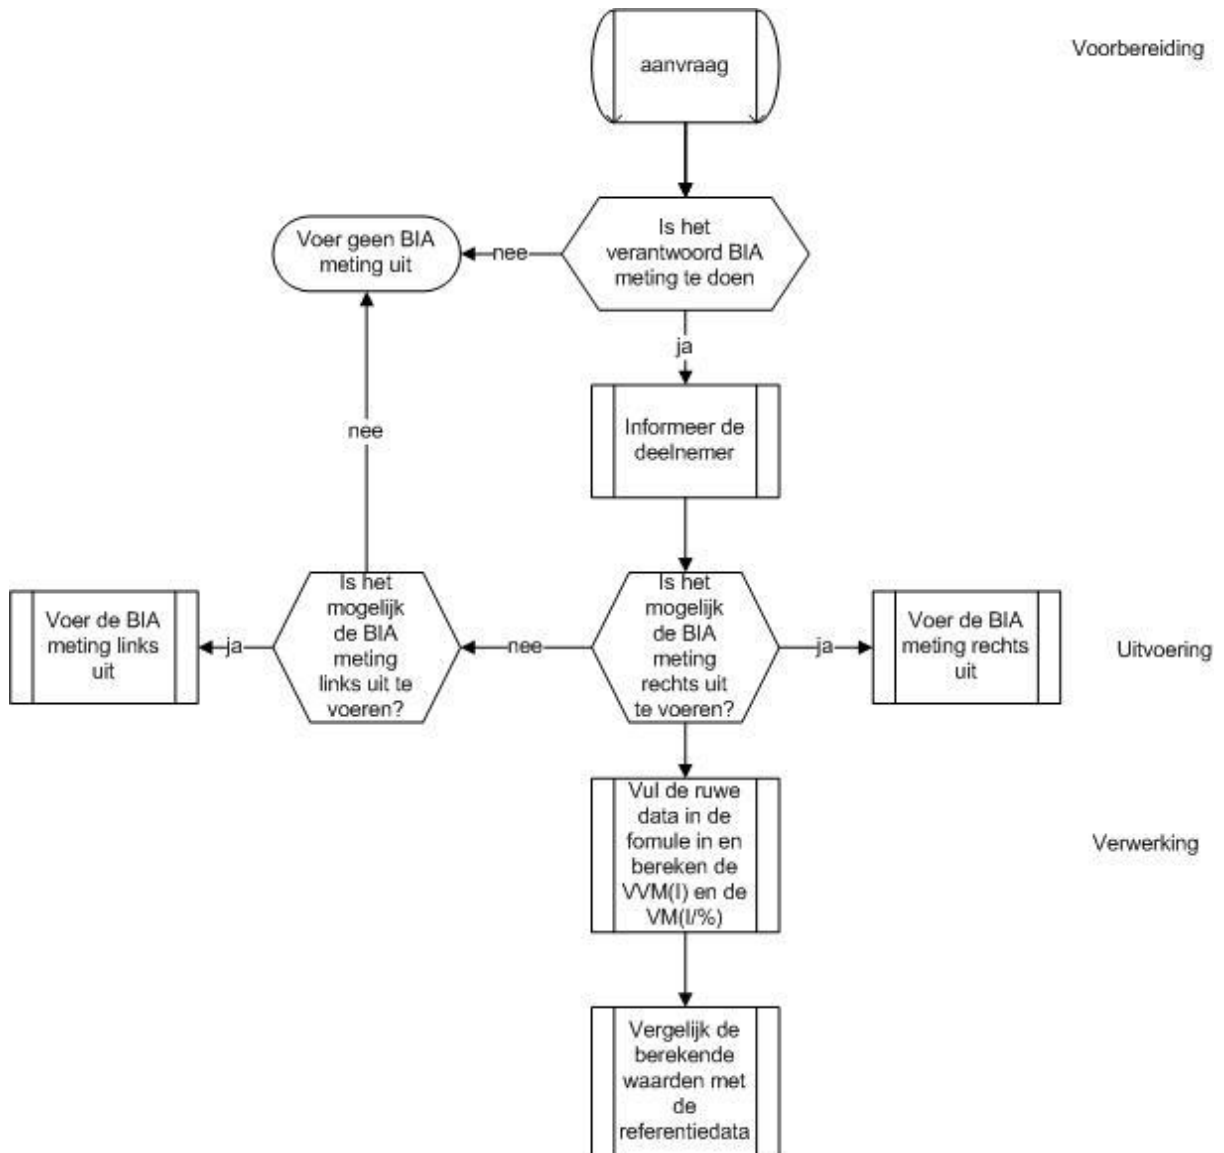 aanvraag
Voorbereiding
Is het
verantwoord BIA
meting te doen
nee
Voer geen BIA
meting uit
ja
Informeer de
deelnemer
nee
Is het
mogelijk
de BIA
meting
rechts uit
te voeren?
ja
Voer de BIA
meting rechts
uit
Uitvoering
nee
Is het
mogelijk
de BIA
meting
links uit te
voeren?
ja
Voer de BIA
meting links
uit
Vul de ruwe
data in de
fomule in en
bereken de
VVM(I) en de
VM(I/%)
Verwerking
Vergelijk de
berekende
waarden met
de
referentiedata